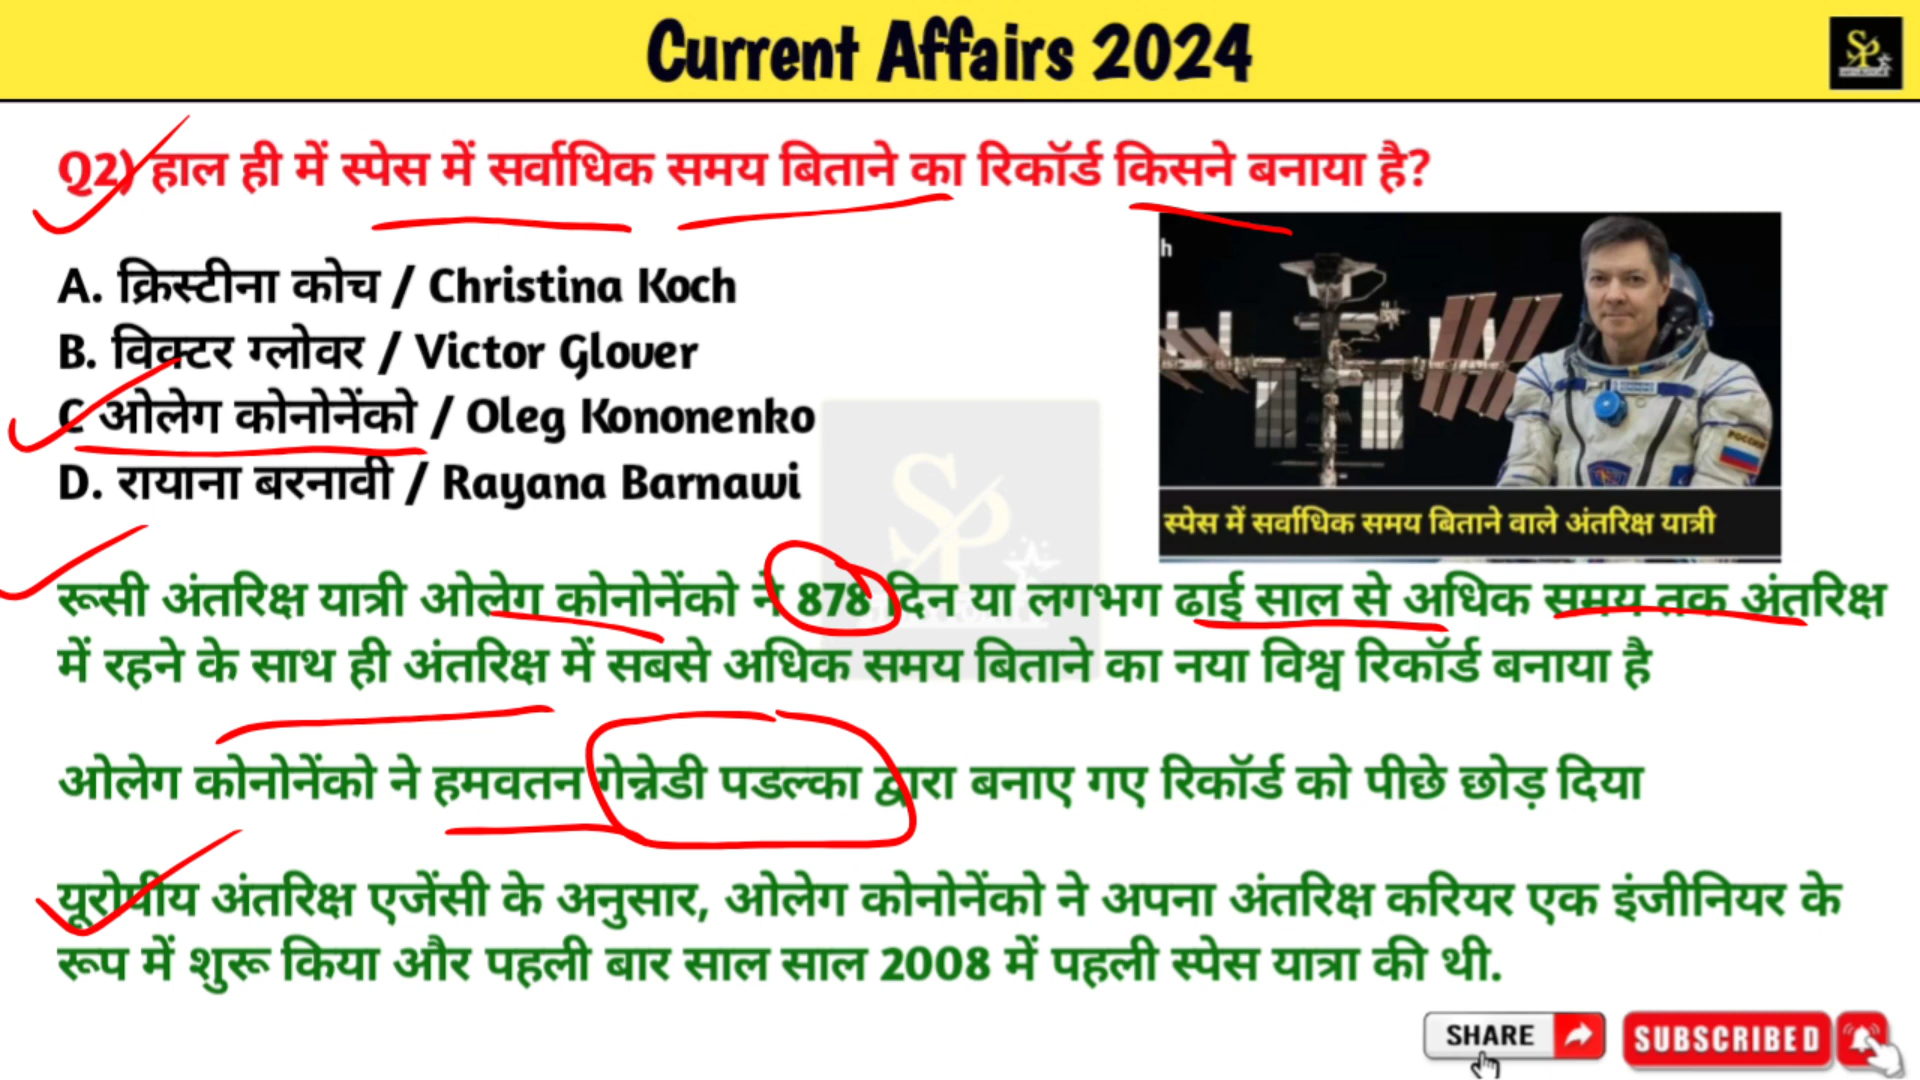 Current Affairs 2024
SP
Q2) हाल ही में स्पेस में सर्वाधिक समय बिताने का रिकॉर्ड किसने बनाया है?
A. क्रिस्टीना कोच / Christina Koch
B. विक्टर ग्लोवर / Victor Glover
C ओलेग कोनोनेंको / Oleg Kononenko
D. रायाना बरनावी / Rayana Barnawi
h
РОССИЯ
स्पेस में सर्वाधिक समय बिताने वाले अंतरिक्ष यात्री
रूसी अंतरिक्ष यात्री ओलेग कोनोनेंको ने 878 दिन या लगभग ढाई साल से अधिक समय तक अंतरिक्ष
में रहने के साथ ही अंतरिक्ष में सबसे अधिक समय बिताने का नया विश्व रिकॉर्ड बनाया है
ओलेग कोनोनेंको ने हमवतन गेन्नेडी पडल्का द्वारा बनाए गए रिकॉर्ड को पीछे छोड़ दिया
यूरोपीय अंतरिक्ष एजेंसी के अनुसार, ओलेग कोनोनेंको ने अपना अंतरिक्ष करियर एक इंजीनियर के
रूप में शुरू किया और पहली बार साल साल 2008 में पहली स्पेस यात्रा की थी.
SHARE
SUBSCRIBED